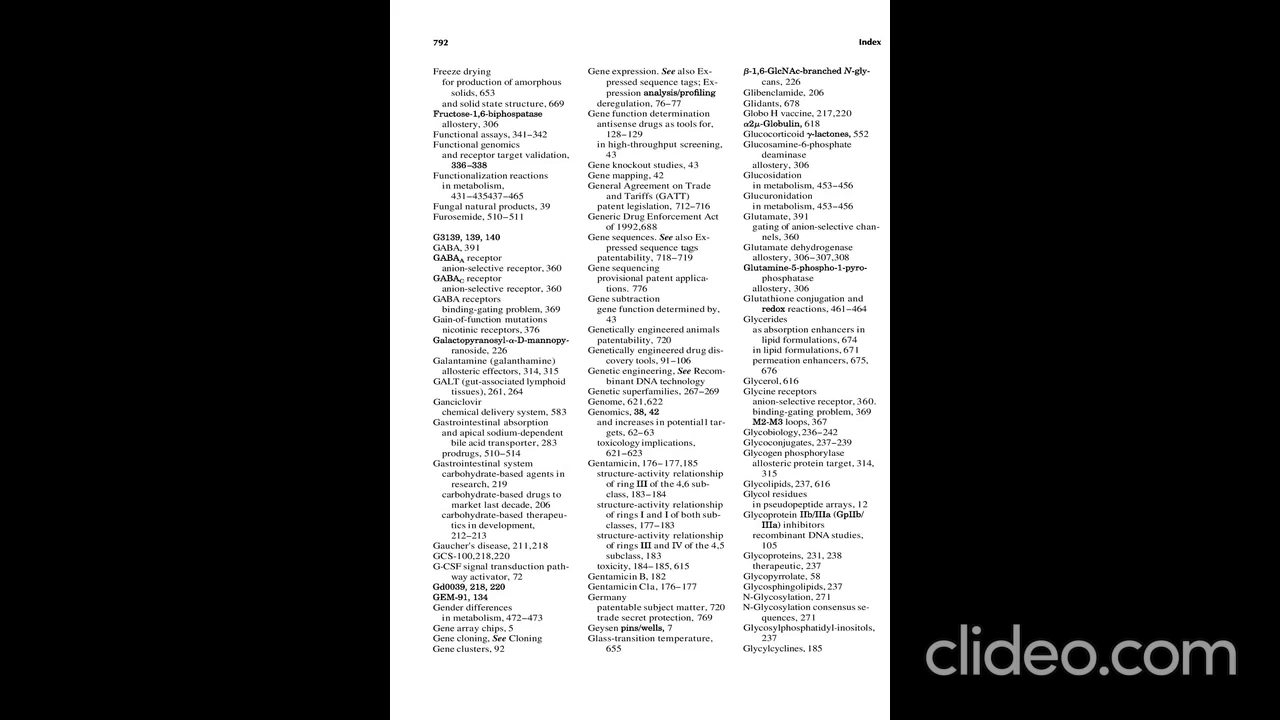 792
Index
Freeze drying
for production of amorphous
solids, 653
and solid state structure, 669
Fructose-1,6-biphospatase
allostery, 306
Functional assays, 341–342
Functional genomics
and receptor target validation,
336–338
Functionalization reactions
in metabolism,
431–435437–465
Fungal natural products, 39
Furosemide, 510–511
G3139, 139, 140
GABA, 391
GABAA receptor
anion-selective receptor, 360
GABAC receptor
anion-selective receptor, 360
GABA receptors
binding-gating problem, 369
Gain-of-function mutations
nicotinic receptors, 376
Galactopyranosyl-α-D-mannopy-
ranoside, 226
Galantamine (galanthamine)
allosteric effectors, 314, 315
GALT (gut-associated lymphoid
tissues), 261, 264
Ganciclovir
chemical delivery system, 583
Gastrointestinal absorption
and apical sodium-dependent
bile acid transporter, 283
prodrugs, 510–514
Gastrointestinal system
carbohydrate-based agents in
research, 219
carbohydrate-based drugs to
market last decade, 206
carbohydrate-based therapeu-
tics in development,
212–213
Gaucher's disease, 211,218
GCS-100,218,220
G-CSF signal transduction path-
way activator, 72
Gd0039, 218, 220
GEM-91, 134
Gender differences
in metabolism, 472–473
Gene array chips, 5
Gene cloning, See Cloning
Gene clusters, 92
Gene expression. See also Ex-
pressed sequence tags; Ex-
pression analysis/profiling
deregulation, 76–77
Gene function determination
antisense drugs as tools for,
128–129
in high-throughput screening,
43
Gene knockout studies, 43
Gene mapping, 42
General Agreement on Trade
and Tariffs (GATT)
patent legislation, 712–716
Generic Drug Enforcement Act
of 1992,688
Gene sequences. See also Ex-
pressed sequence tags
patentability, 718–719
Gene sequencing
provisional patent applica-
tions. 776
Gene subtraction
gene function determined by,
43
Genetically engineered animals
patentability, 720
Genetically engineered drug dis-
covery tools, 91–106
Genetic engineering, See Recom-
binant DNA technology
Genetic superfamilies, 267–269
Genome, 621,622
Genomics, 38, 42
and increases in potential1 tar-
gets, 62–63
toxicology implications,
621–623
Gentamicin, 176–177,185
structure-activity relationship
of ring III of the 4,6 sub-
class, 183–184
structure-activity relationship
of rings I and I of both sub-
classes, 177–183
structure-activity relationship
of rings III and IV of the 4,5
subclass, 183
toxicity, 184–185, 615
Gentamicin B, 182
Gentamicin C1a, 176–177
Germany
patentable subject matter, 720
trade secret protection, 769
Geysen pins/wells, 7
Glass-transition temperature,
655
β-1,6-GlcNAc-branched N-gly-
cans, 226
Glibenclamide, 206
Glidants, 678
Globo H vaccine, 217,220
α2μ-Globulin, 618
Glucocorticoid γ-lactones, 552
Glucosamine-6-phosphate
deaminase
allostery, 306
Glucosidation
in metabolism, 453–456
Glucuronidation
in metabolism, 453–456
Glutamate, 391
gating of anion-selective chan-
nels, 360
Glutamate dehydrogenase
allostery, 306–307,308
Glutamine-5-phospho-1-pyro-
phosphatase
allostery, 306
Glutathione conjugation and
redox reactions, 461–464
Glycerides
as absorption enhancers in
lipid formulations, 674
in lipid formulations, 671
permeation enhancers, 675,
676
Glycerol, 616
Glycine receptors
anion-selective receptor, 360.
binding-gating problem, 369
M2-M3 loops, 367
Glycobiology, 236–242
Glycoconjugates, 237–239
Glycogen phosphorylase
allosteric protein target, 314,
315
Glycolipids, 237, 616
Glycol residues
in pseudopeptide arrays, 12
Glycoprotein IIb/IIIa (GpIIb/
IIIa) inhibitors
recombinant DNA studies,
105
Glycoproteins, 231, 238
therapeutic, 237
Glycopyrrolate, 58
Glycosphingolipids, 237
N-Glycosylation, 271
N-Glycosylation consensus se-
quences, 271
Glycosylphosphatidyl-inositols,
237
Glycylcyclines, 185
clideo.com